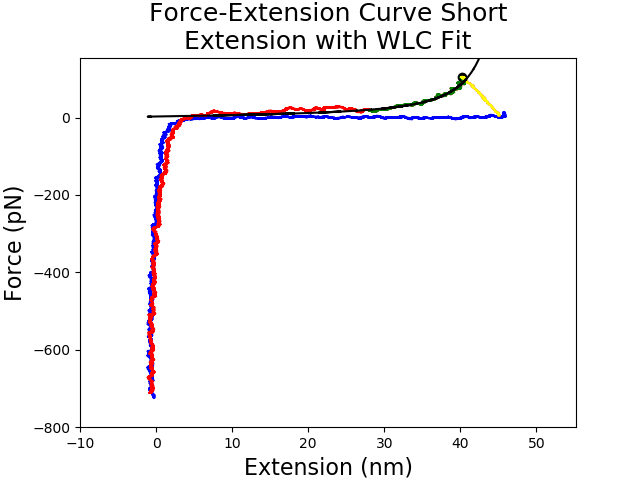 Force-Extension Curve Short
Extension with WLC Fit
0
−200
−400
−600
−800
Force (pN)
−10 0 10 20 30 40 50
Extension (nm)